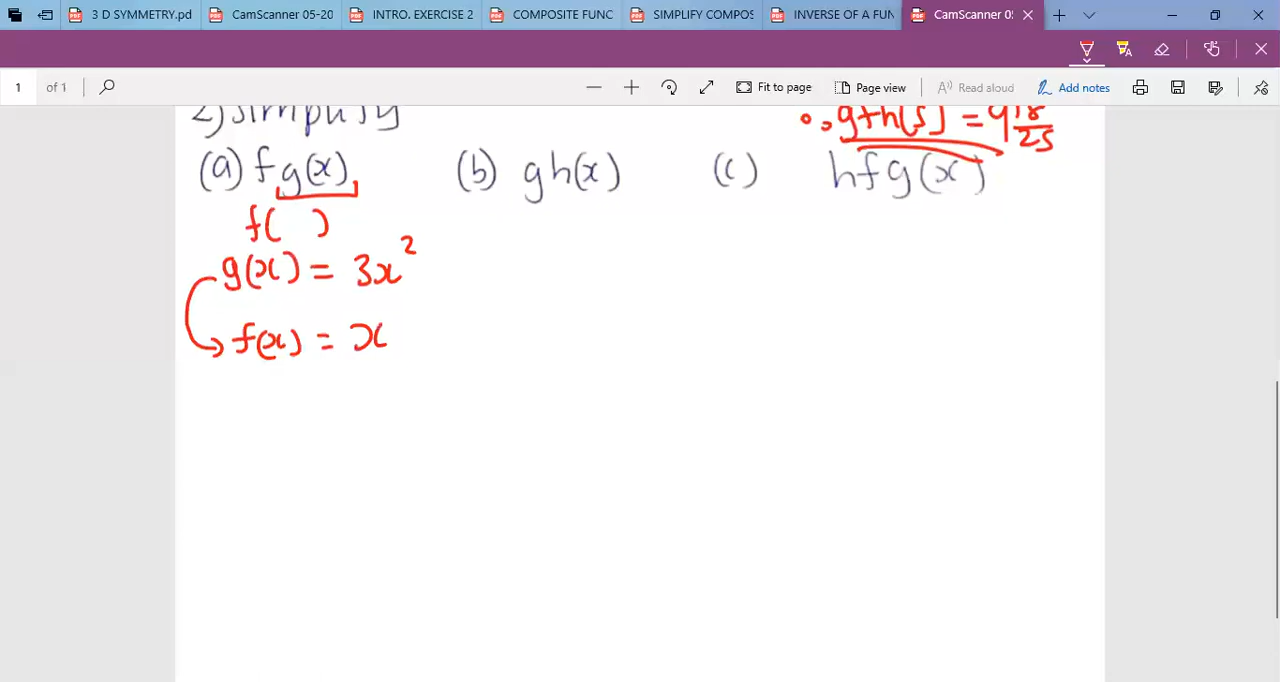 3 D SYMMETRY.pd CamScanner 05-20 INTRO. EXERCISE 2 COMPOSITE FUNC SIMPLIFY COMPOS INVERSE OF A FUN CamScanner 05
1 of 1 Fit to page Page view Read aloud Add notes
2) Simplify
∴ gfh(5) = 9 18/25
(a) fg(x) (b) gh(x) (c) hfg(x)
f( )
g(x) = 3x²
f(x) = x